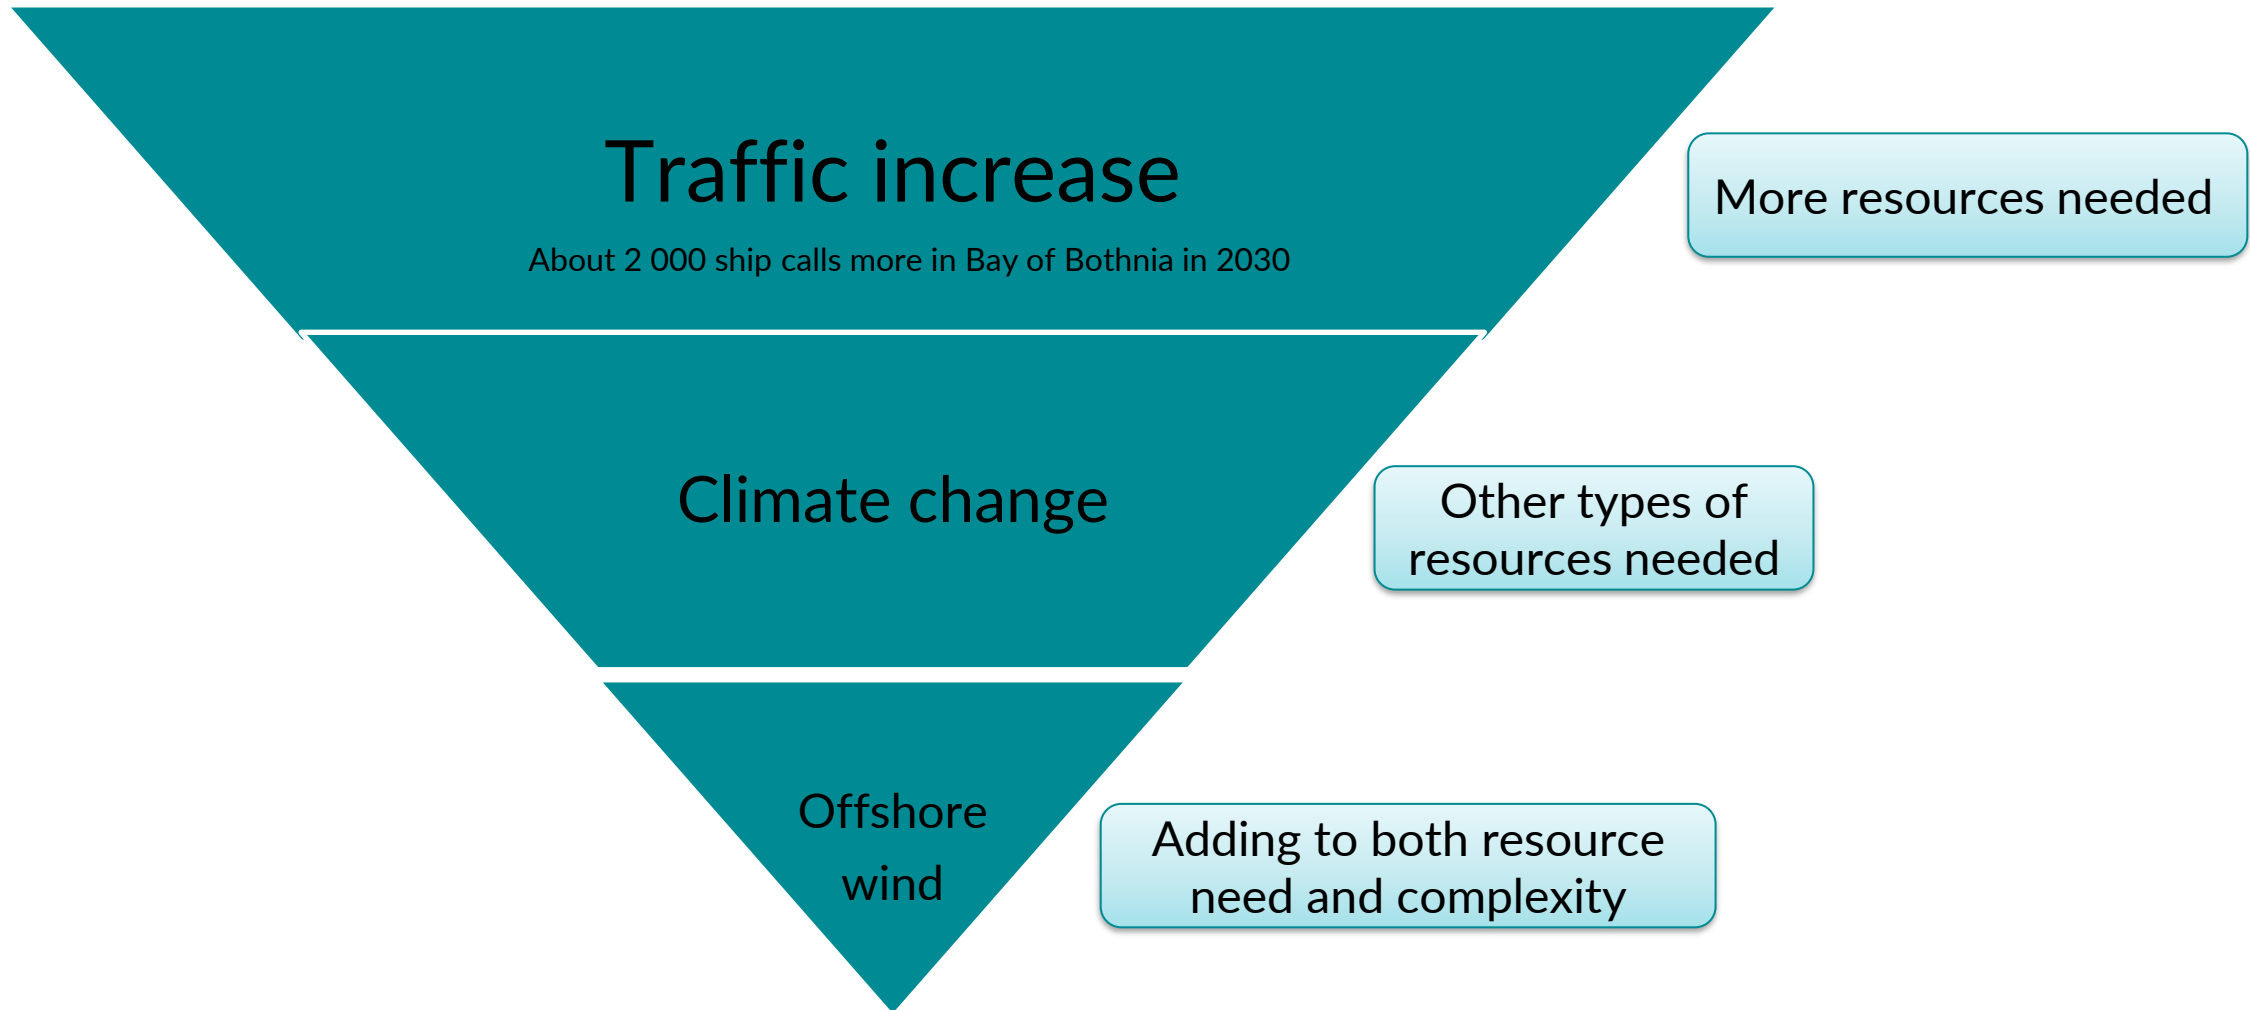 Traffic increase
About 2 000 ship calls more in Bay of Bothnia in 2030
More resources needed
Climate change
Other types of
resources needed
Offshore
wind
Adding to both resource
need and complexity